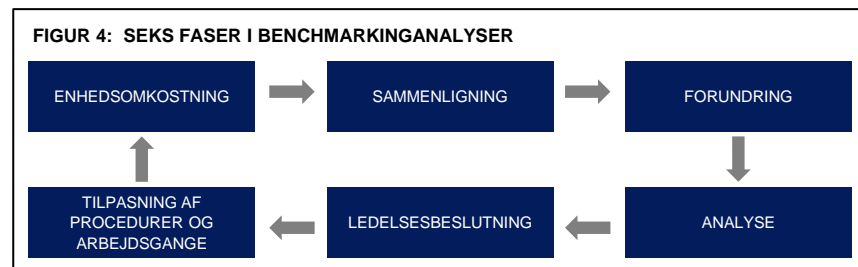 FIGUR 4: SEKS FASER I BENCHMARKINGANALYSER
ENHEDSOMKOSTNING
SAMMENLIGNING
FORUNDRING
TILPASNING AF
PROCEDURER OG
ARBEJDSGANGE
LEDELSESBESLUTNING
ANALYSE